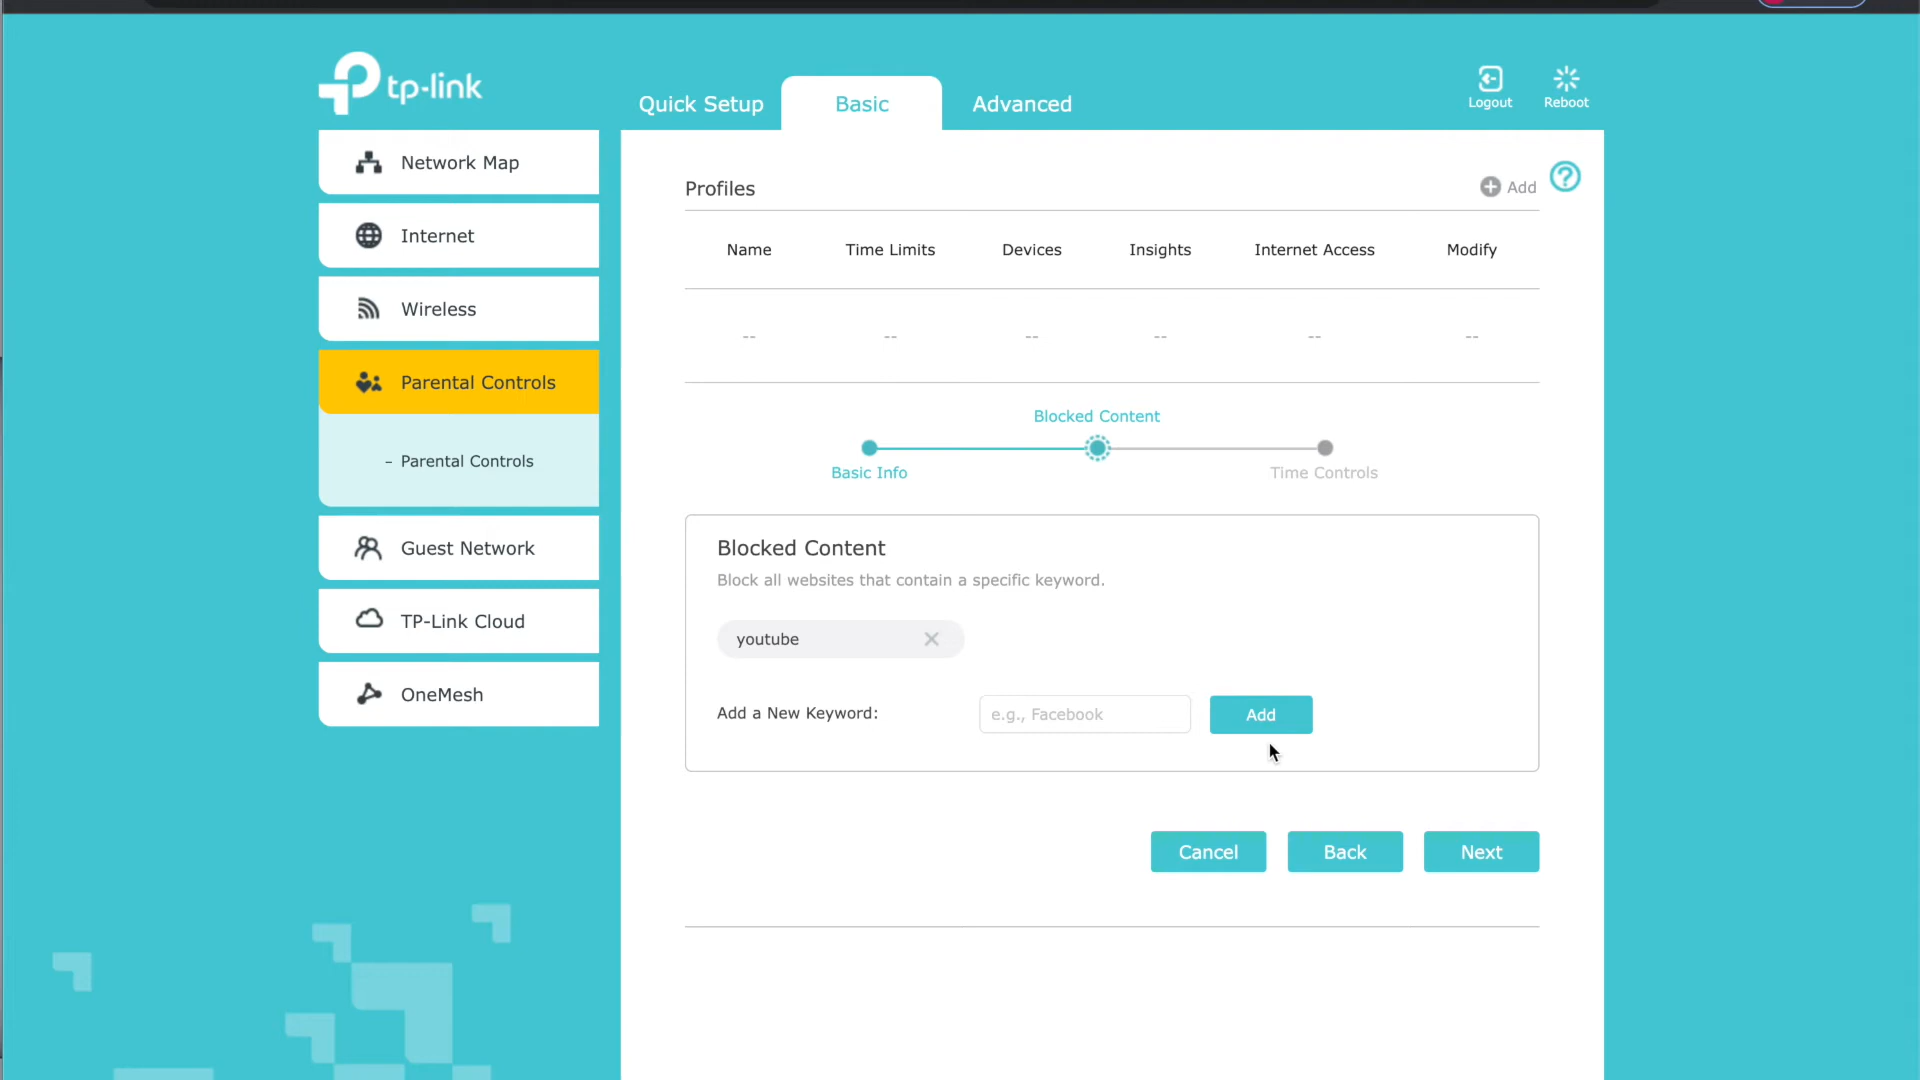 tp-link
Quick Setup
Basic
Advanced
Logout
Reboot
Network Map
Internet
Wireless
Parental Controls
– Parental Controls
Guest Network
TP-Link Cloud
OneMesh
Profiles
Add
?
Name Time Limits Devices Insights Internet Access Modify
-- -- -- -- -- --
Blocked Content
Basic Info
Time Controls
Blocked Content
Block all websites that contain a specific keyword.
youtube
Add a New Keyword: e.g., Facebook Add
Cancel Back Next